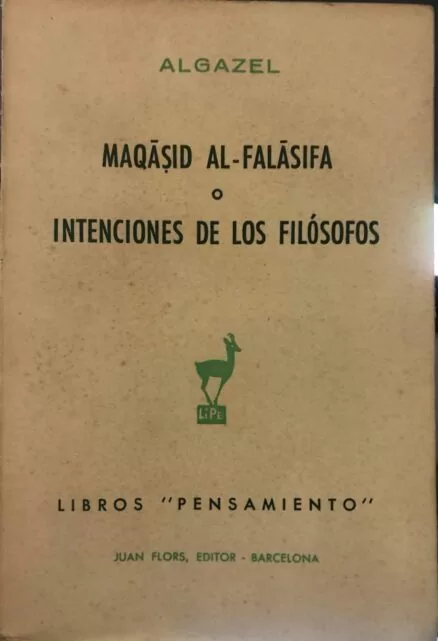 ALGAZEL
MAQĀṢID AL-FALĀSIFA
o
INTENCIONES DE LOS FILÓSOFOS
LiPe
LIBROS "PENSAMIENTO"
JUAN FLORS, EDITOR - BARCELONA